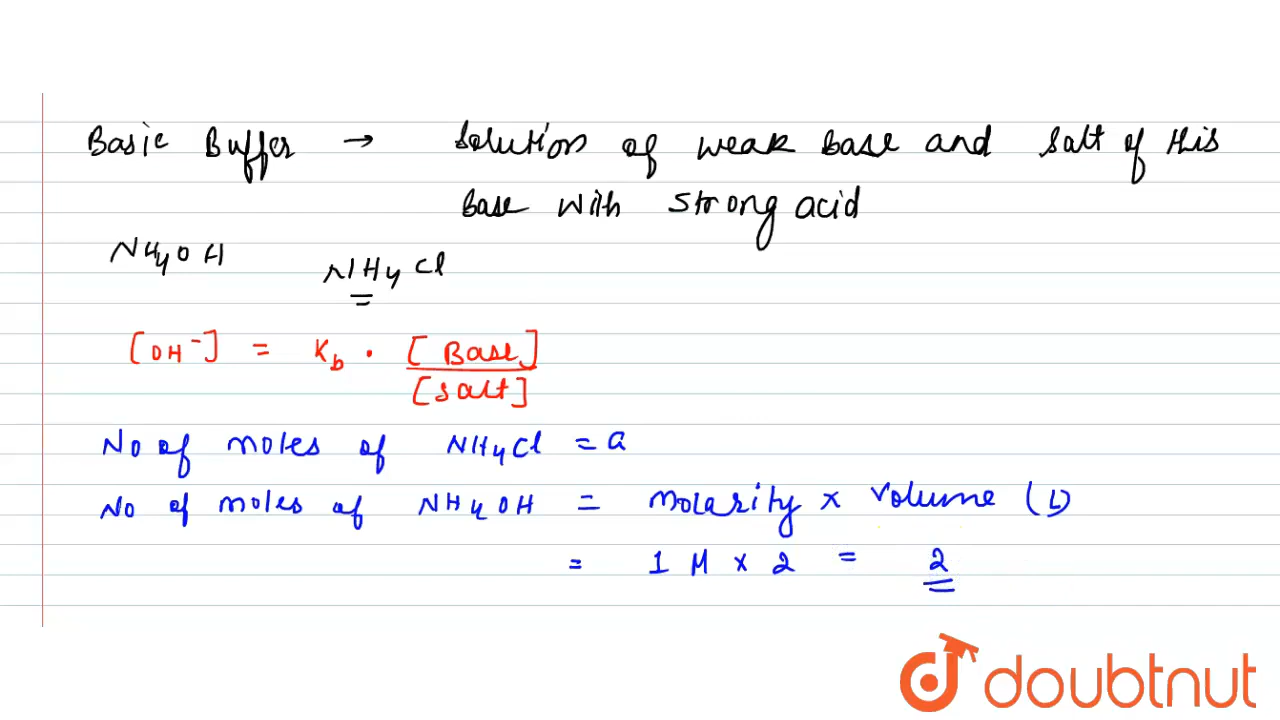 Basic Buffer → Solution of weak Base and Salt of this
Base with strong acid
NH4OH NH4Cl
[OH⁻] = Kb · [Base]
[Salt]
No of moles of NH4Cl = a
No of moles of NH4OH = Molarity × Volume (L)
= 1 M × 2 = 2
doubtnut